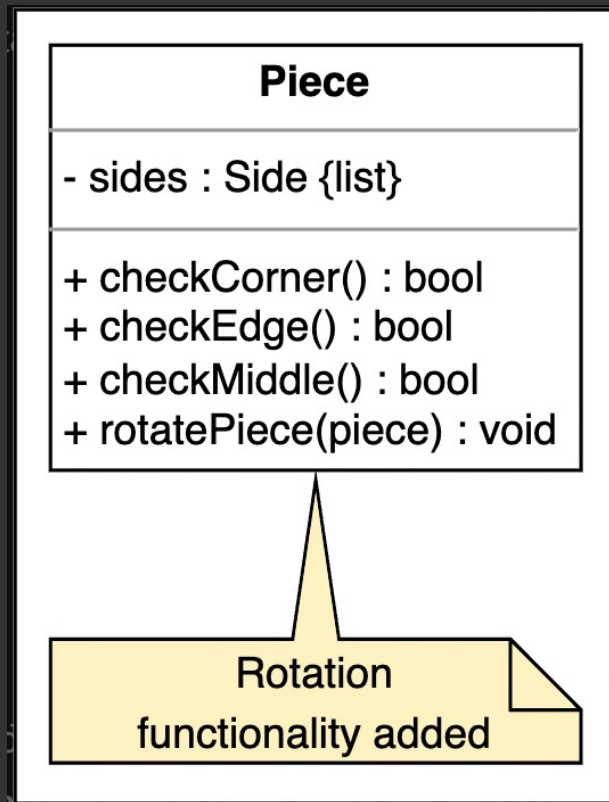 Piece
- sides : Side {list}
+ checkCorner() : bool
+ checkEdge() : bool
+ checkMiddle() : bool
+ rotatePiece(piece) : void
Rotation
functionality added